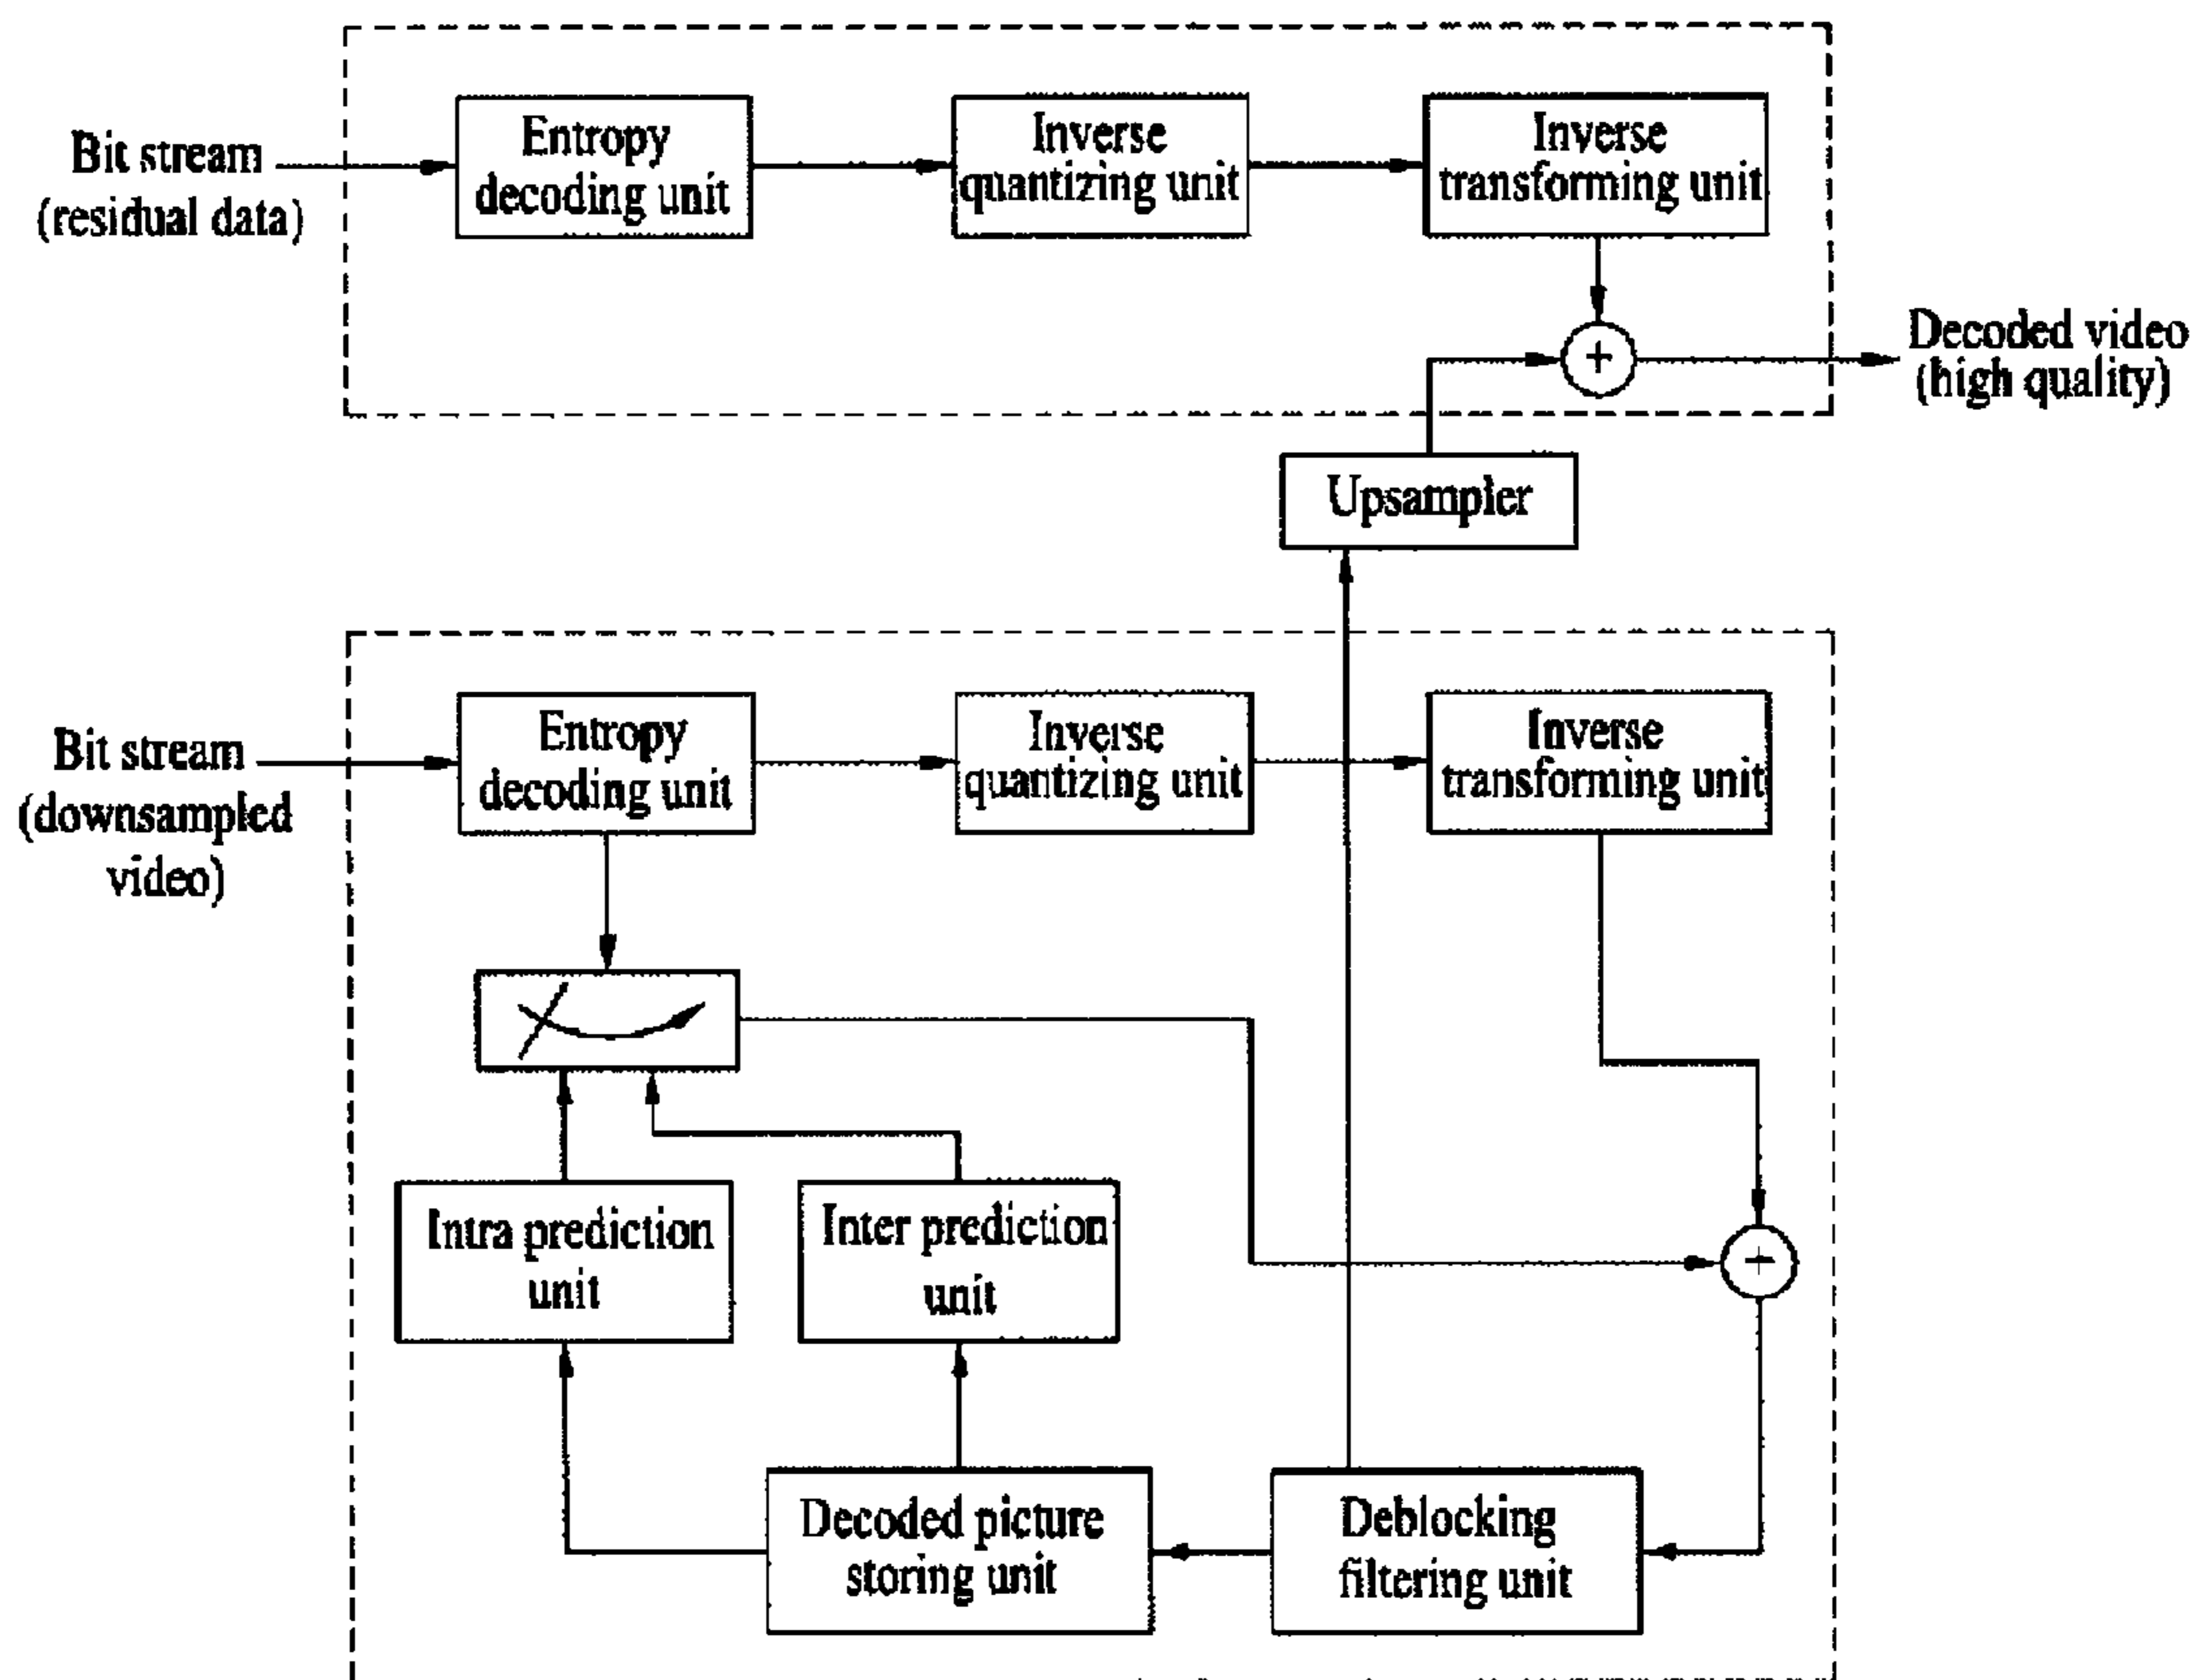 Bit stream
(residual data)
Entropy
decoding unit
Inverse
quantizing unit
Inverse
transforming unit
+
Decoded video
(high quality)
Upsampler
Bit stream
(downsampled
video)
Entropy
decoding unit
Inverse
quantizing unit
Inverse
transforming unit
Intra prediction
unit
Inter prediction
unit
+
Decoded picture
storing unit
Deblocking
filtering unit